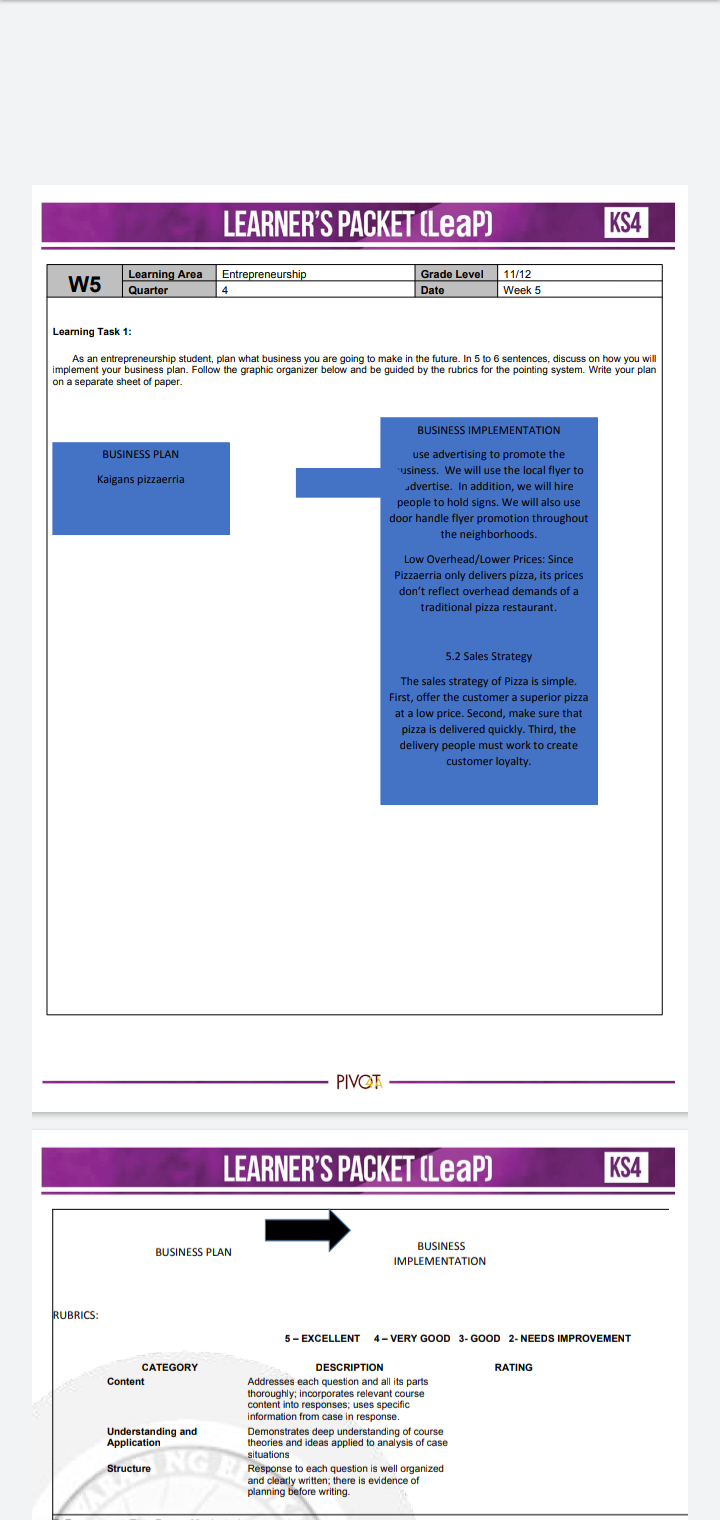 LEARNER'S PACKET (LeaP) KS4
W5 Learning Area Entrepreneurship Grade Level 11/12
Quarter 4 Date Week 5
Learning Task 1:
As an entrepreneurship student, plan what business you are going to make in the future. In 5 to 6 sentences, discuss on how you will
implement your business plan. Follow the graphic organizer below and be guided by the rubrics for the pointing system. Write your plan
on a separate sheet of paper.
BUSINESS PLAN
Kaigans pizzaerria
BUSINESS IMPLEMENTATION
use advertising to promote the
usiness. We will use the local flyer to
dvertise. In addition, we will hire
people to hold signs. We will also use
door handle flyer promotion throughout
the neighborhoods.
Low Overhead/Lower Prices: Since
Pizzaerria only delivers pizza, its prices
don't reflect overhead demands of a
traditional pizza restaurant.
5.2 Sales Strategy
The sales strategy of Pizza is simple.
First, offer the customer a superior pizza
at a low price. Second, make sure that
pizza is delivered quickly. Third, the
delivery people must work to create
customer loyalty.
PIVOT 4A
LEARNER'S PACKET (LeaP) KS4
BUSINESS PLAN
BUSINESS
IMPLEMENTATION
RUBRICS:
5 – EXCELLENT 4 – VERY GOOD 3- GOOD 2- NEEDS IMPROVEMENT
CATEGORY DESCRIPTION RATING
Content Addresses each question and all its parts
thoroughly; incorporates relevant course
content into responses; uses specific
information from case in response.
Understanding and Demonstrates deep understanding of course
Application theories and ideas applied to analysis of case
situations
Structure Response to each question is well organized
and clearly written; there is evidence of
planning before writing.